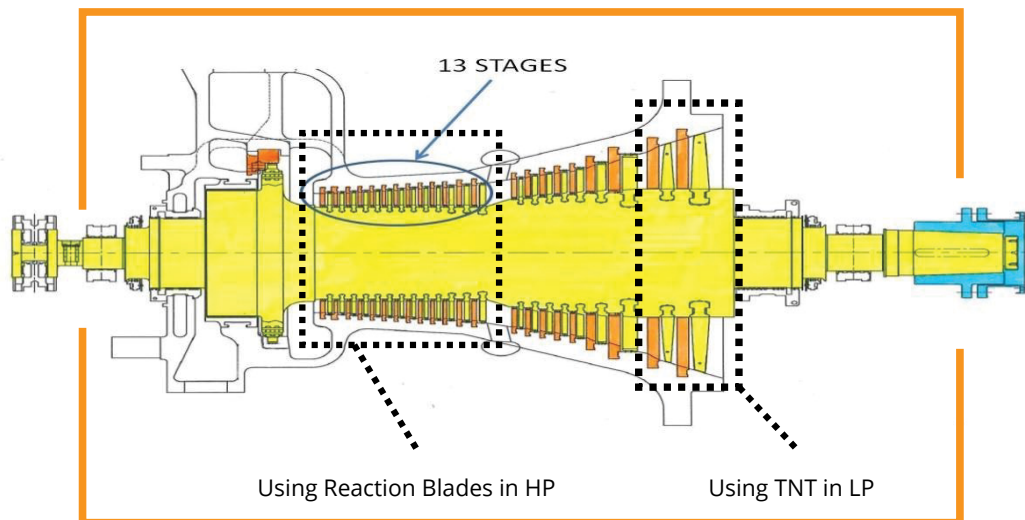 13 STAGES
Using Reaction Blades in HP
Using TNT in LP